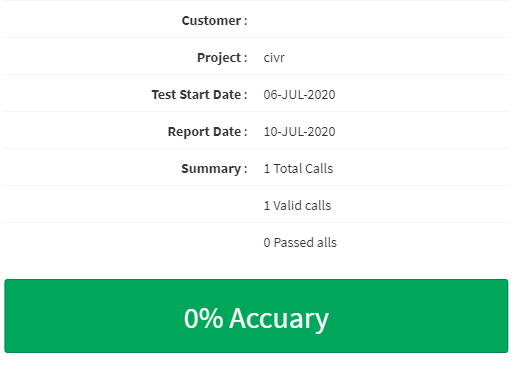 Customer :
Project : civr
Test Start Date : 06-JUL-2020
Report Date : 10-JUL-2020
Summary : 1 Total Calls
1 Valid calls
0 Passed alls
0% Accuary